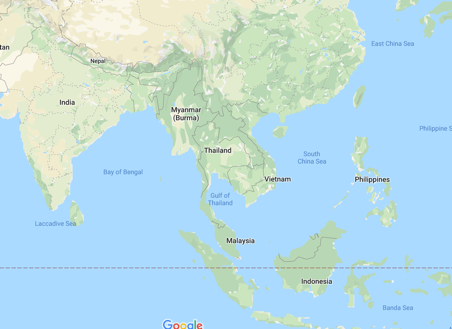 East China Sea
tan
Nepal
India
Myanmar
(Burma)
Philippine S
Thailand
South
China Sea
Bay of Bengal
Vietnam
Philippines
Gulf of
Thailand
Laccadive Sea
Malaysia
Indonesia
Banda Sea
Google